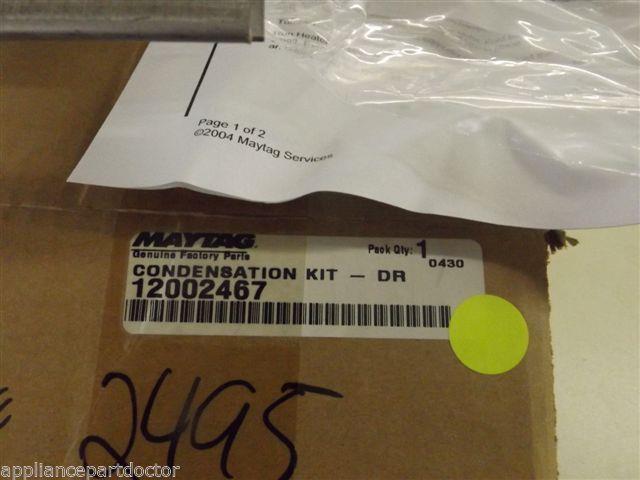 Page 1 of 2
©2004 Maytag Services
MAYTAG
Genuine Factory Parts
Pack Qty: 1
0430
CONDENSATION KIT – DR
12002467
2495
appliancepartdoctor